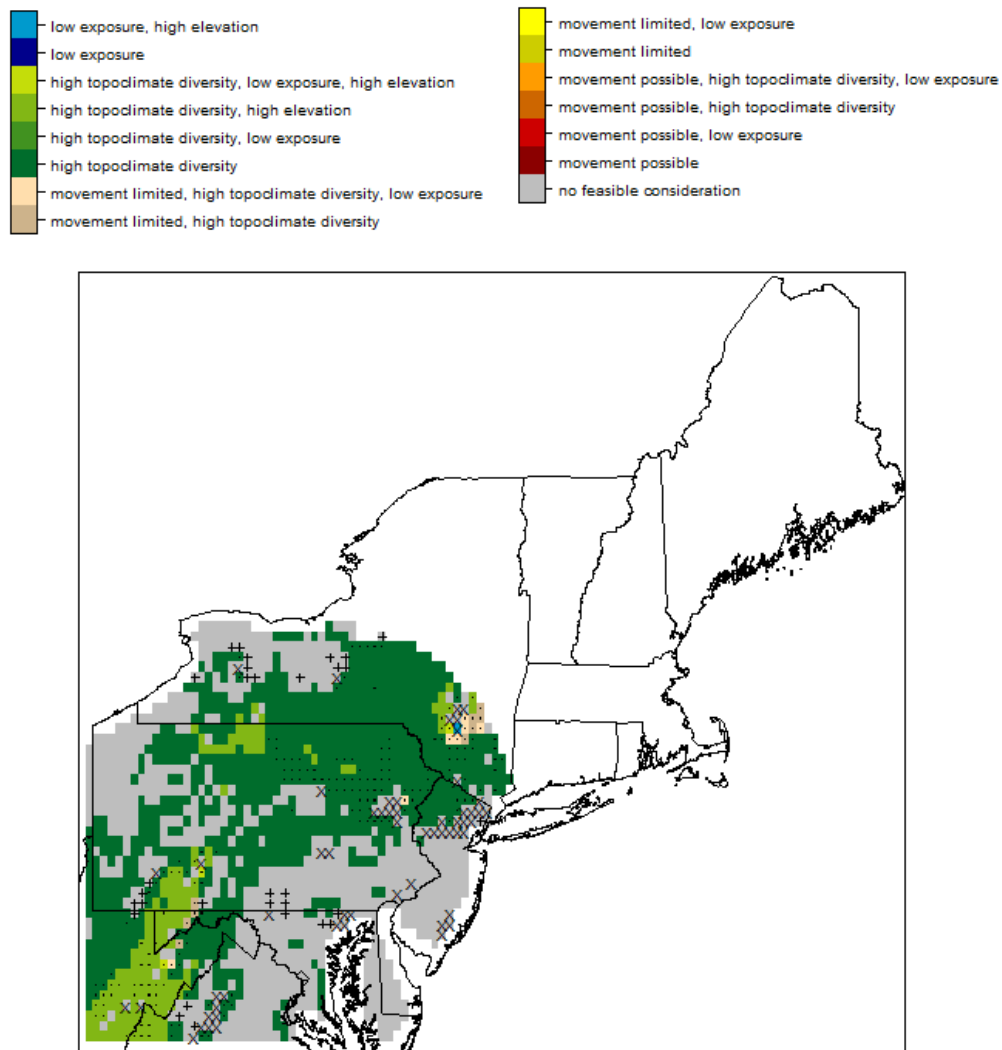 low exposure, high elevation
low exposure
high topoclimate diversity, low exposure, high elevation
high topoclimate diversity, high elevation
high topoclimate diversity, low exposure
high topoclimate diversity
movement limited, high topoclimate diversity, low exposure
movement limited, high topoclimate diversity
movement limited, low exposure
movement limited
movement possible, high topoclimate diversity, low exposure
movement possible, high topoclimate diversity
movement possible, low exposure
movement possible
no feasible consideration